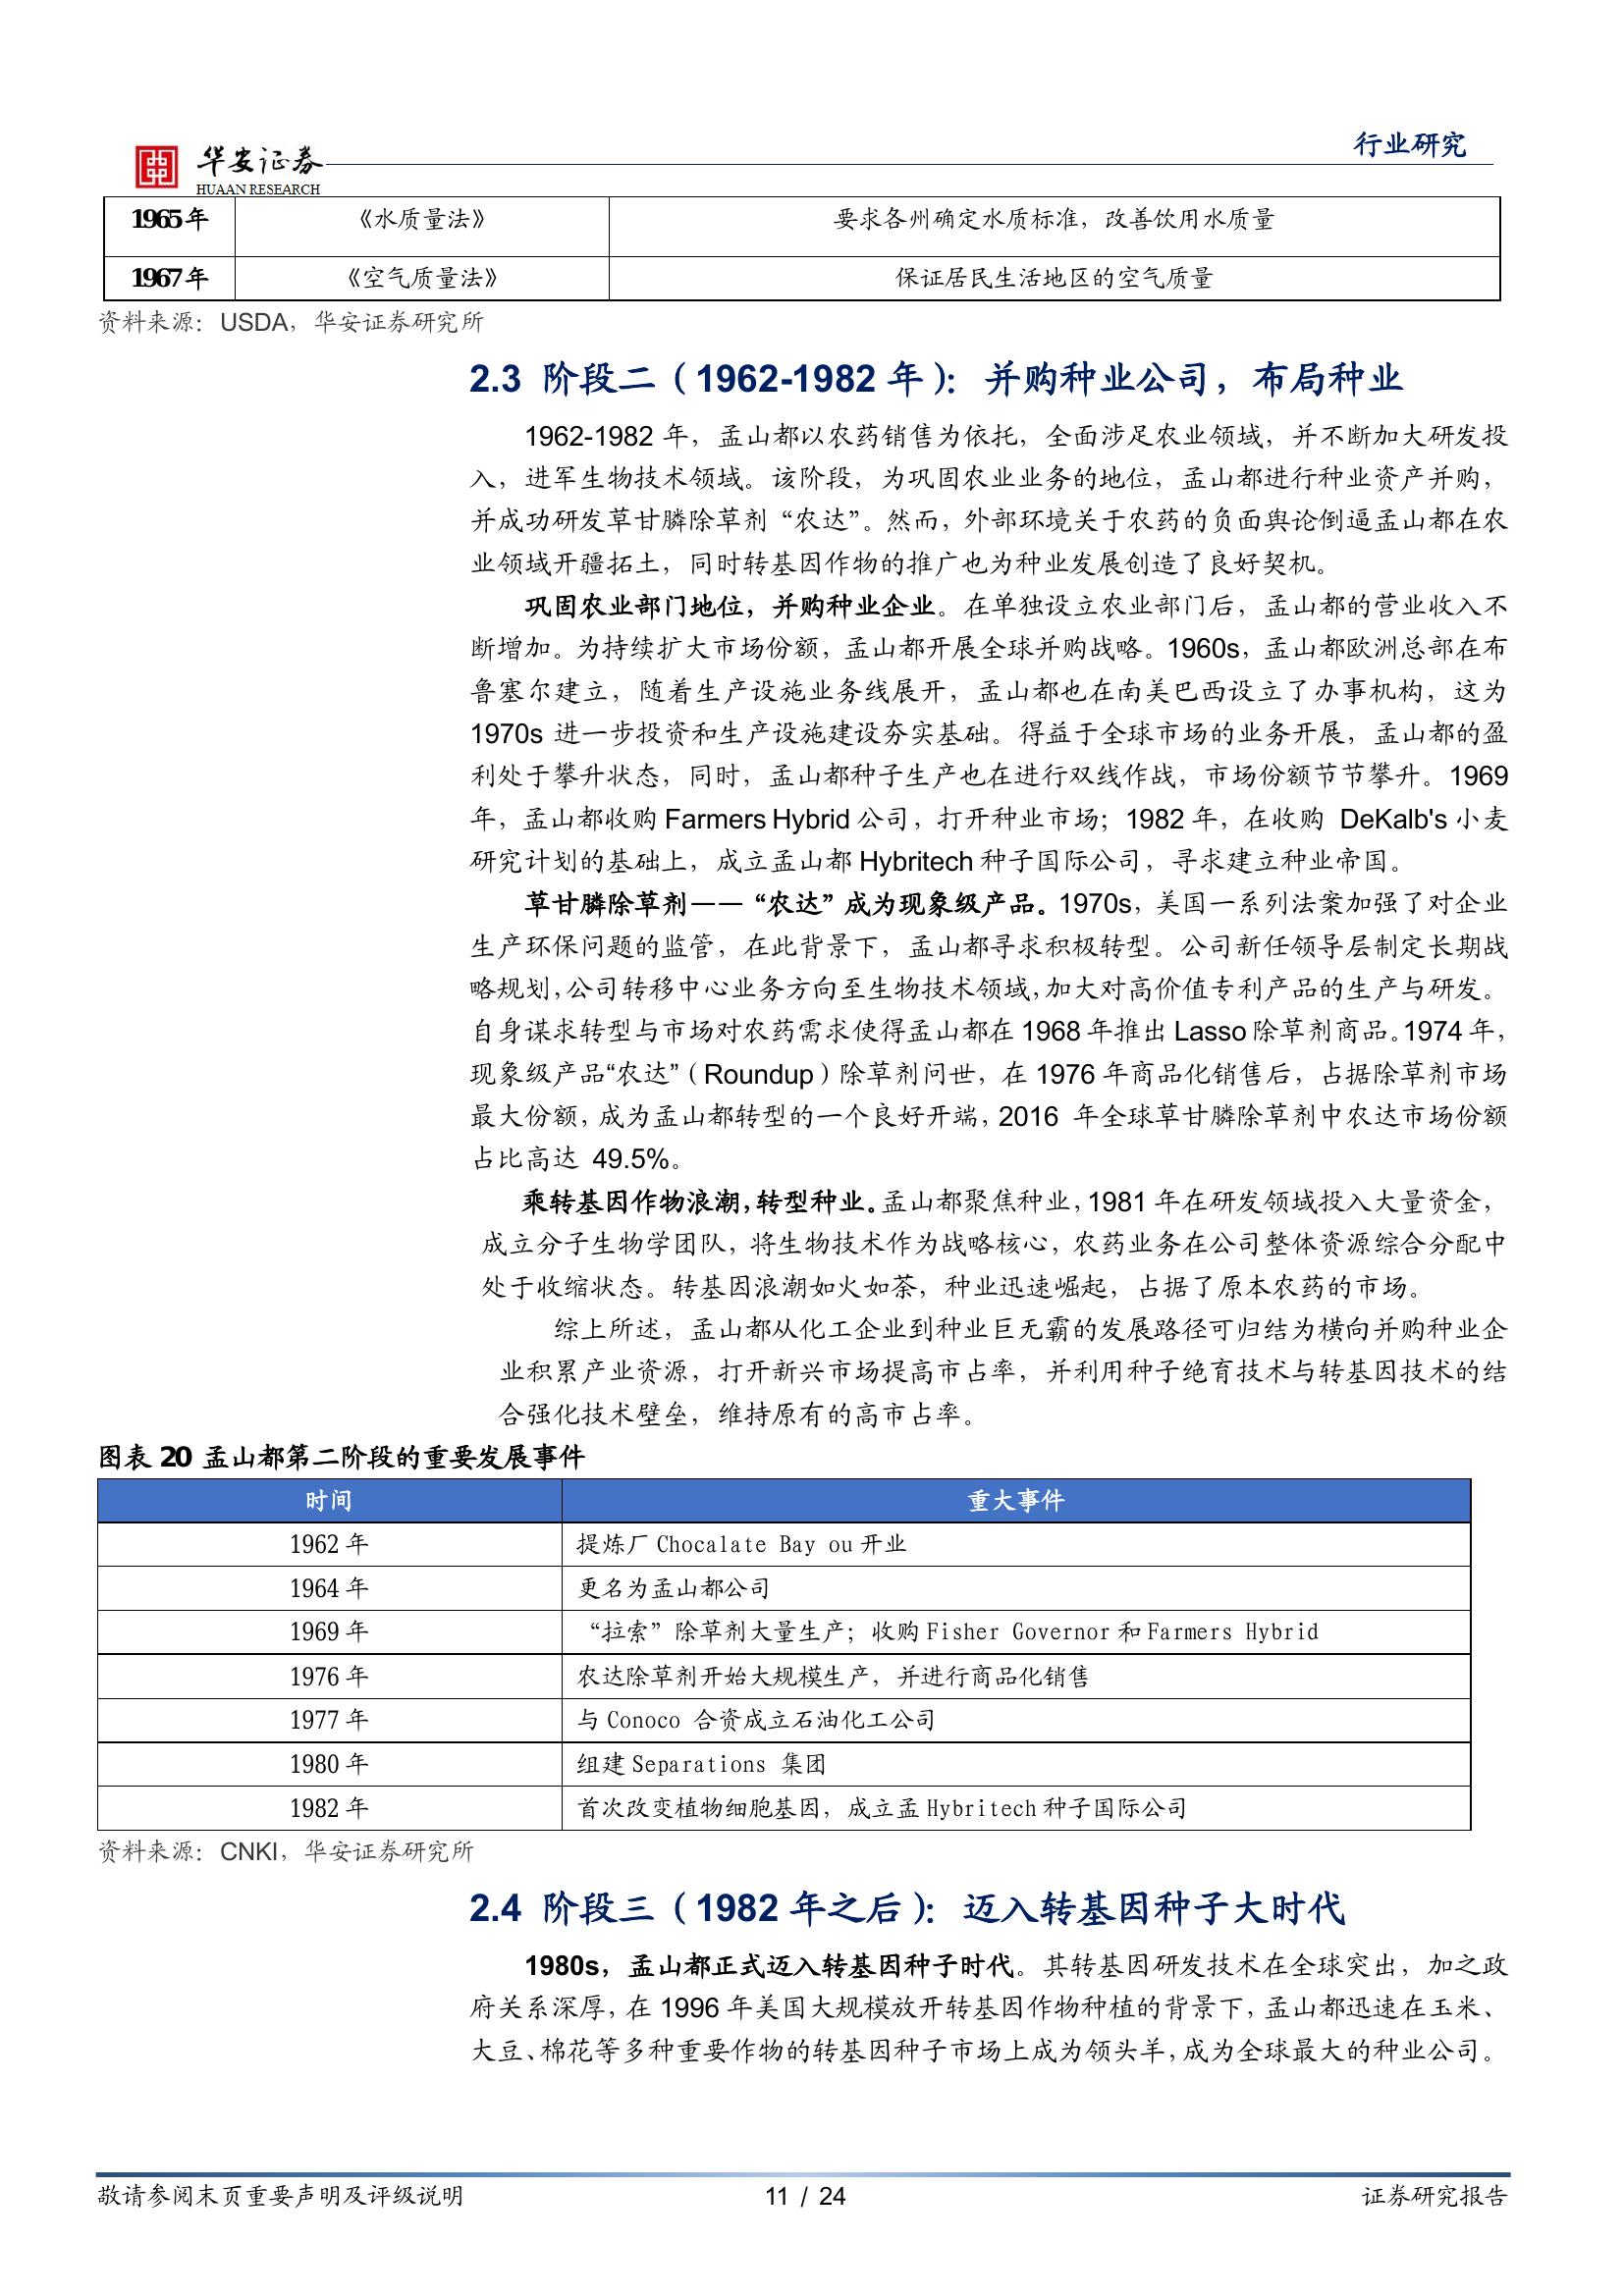 行业研究
华安证券
HUAAN RESEARCH
1965年 《水质量法》 要求各州确定水质标准，改善饮用水质量
1967年 《空气质量法》 保证居民生活地区的空气质量
资料来源：USDA，华安证券研究所
2.3 阶段二（1962-1982 年）：并购种业公司，布局种业
1962-1982 年，孟山都以农药销售为依托，全面涉足农业领域，并不断加大研发投
入，进军生物技术领域。该阶段，为巩固农业业务的地位，孟山都进行种业资产并购，
并成功研发草甘膦除草剂“农达”。然而，外部环境关于农药的负面舆论倒逼孟山都在农
业领域开疆拓土，同时转基因作物的推广也为种业发展创造了良好契机。
巩固农业部门地位，并购种业企业。在单独设立农业部门后，孟山都的营业收入不
断增加。为持续扩大市场份额，孟山都开展全球并购战略。1960s，孟山都欧洲总部在布
鲁塞尔建立，随着生产设施业务线展开，孟山都也在南美巴西设立了办事机构，这为
1970s 进一步投资和生产设施建设夯实基础。得益于全球市场的业务开展，孟山都的盈
利处于攀升状态，同时，孟山都种子生产也在进行双线作战，市场份额节节攀升。1969
年，孟山都收购 Farmers Hybrid 公司，打开种业市场；1982 年，在收购 DeKalb's 小麦
研究计划的基础上，成立孟山都 Hybritech 种子国际公司，寻求建立种业帝国。
草甘膦除草剂——“农达”成为现象级产品。1970s，美国一系列法案加强了对企业
生产环保问题的监管，在此背景下，孟山都寻求积极转型。公司新任领导层制定长期战
略规划，公司转移中心业务方向至生物技术领域，加大对高价值专利产品的生产与研发。
自身谋求转型与市场对农药需求使得孟山都在 1968 年推出 Lasso 除草剂商品。1974 年，
现象级产品“农达”（Roundup）除草剂问世，在 1976 年商品化销售后，占据除草剂市场
最大份额，成为孟山都转型的一个良好开端，2016 年全球草甘膦除草剂中农达市场份额
占比高达 49.5%。
乘转基因作物浪潮，转型种业。孟山都聚焦种业，1981 年在研发领域投入大量资金，
成立分子生物学团队，将生物技术作为战略核心，农药业务在公司整体资源综合分配中
处于收缩状态。转基因浪潮如火如荼，种业迅速崛起，占据了原本农药的市场。
综上所述，孟山都从化工企业到种业巨无霸的发展路径可归结为横向并购种业企
业积累产业资源，打开新兴市场提高市占率，并利用种子绝育技术与转基因技术的结
合强化技术壁垒，维持原有的高市占率。
图表 20 孟山都第二阶段的重要发展事件
时间 重大事件
1962 年 提炼厂 Chocalate Bay ou 开业
1964 年 更名为孟山都公司
1969 年 “拉索”除草剂大量生产；收购 Fisher Governor 和 Farmers Hybrid
1976 年 农达除草剂开始大规模生产，并进行商品化销售
1977 年 与 Conoco 合资成立石油化工公司
1980 年 组建 Separations 集团
1982 年 首次改变植物细胞基因，成立孟 Hybritech 种子国际公司
资料来源：CNKI，华安证券研究所
2.4 阶段三（1982 年之后）：迈入转基因种子大时代
1980s，孟山都正式迈入转基因种子时代。其转基因研发技术在全球突出，加之政
府关系深厚，在 1996 年美国大规模放开转基因作物种植的背景下，孟山都迅速在玉米、
大豆、棉花等多种重要作物的转基因种子市场上成为领头羊，成为全球最大的种业公司。
敬请参阅末页重要声明及评级说明 11 / 24 证券研究报告